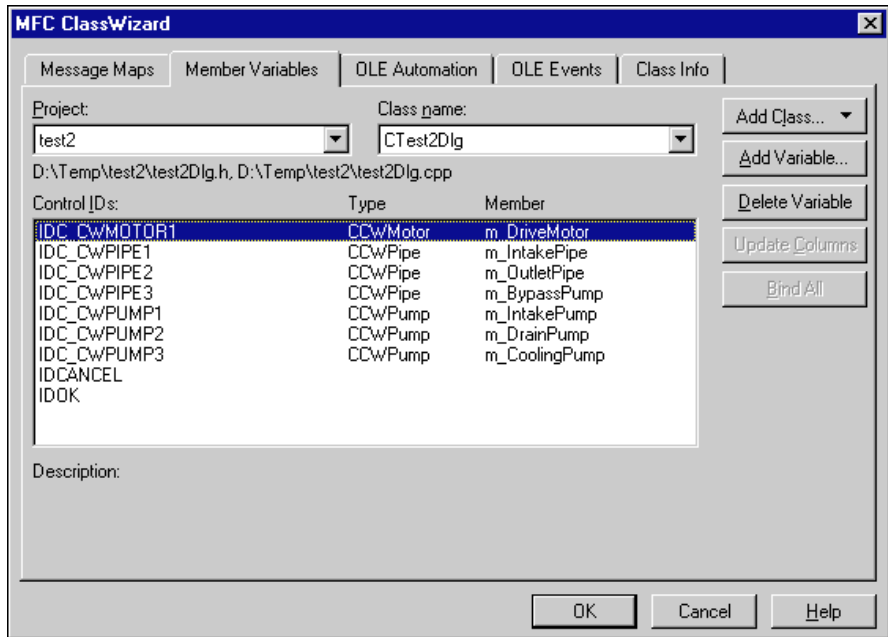 MFC ClassWizard
Message Maps Member Variables OLE Automation OLE Events Class Info
Project: Class name:
test2 CTest2Dlg
Add Class...
Add Variable...
D:\Temp\test2\test2Dlg.h, D:\Temp\test2\test2Dlg.cpp
Control IDs: Type Member
Delete Variable
IDC_CWMOTOR1 CCWMotor m_DriveMotor
IDC_CWPIPE1 CCWPipe m_IntakePipe
Update Columns
IDC_CWPIPE2 CCWPipe m_OutletPipe
IDC_CWPIPE3 CCWPipe m_BypassPump
Bind All
IDC_CWPUMP1 CCWPump m_IntakePump
IDC_CWPUMP2 CCWPump m_DrainPump
IDC_CWPUMP3 CCWPump m_CoolingPump
IDCANCEL
IDOK
Description:
OK Cancel Help